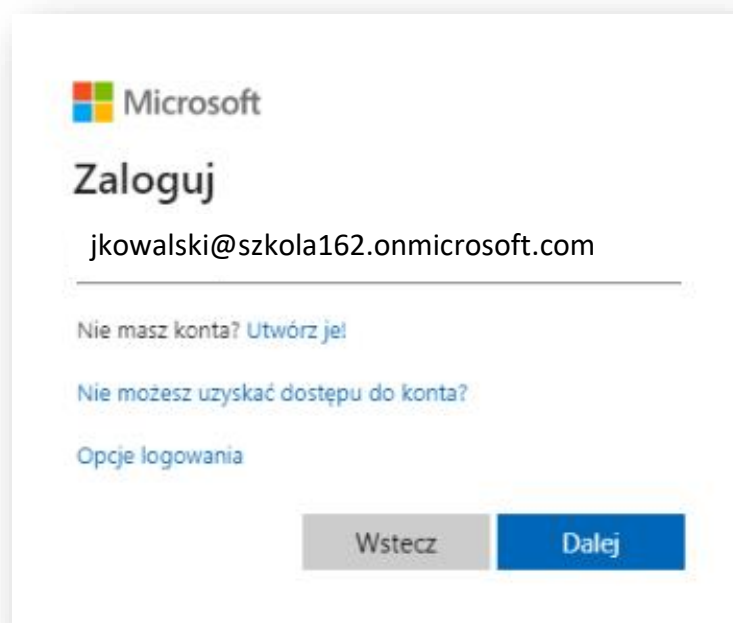 Microsoft
Zaloguj
jkowalski@szkola162.onmicrosoft.com
Nie masz konta? Utwórz je!
Nie możesz uzyskać dostępu do konta?
Opcje logowania
Wstecz Dalej